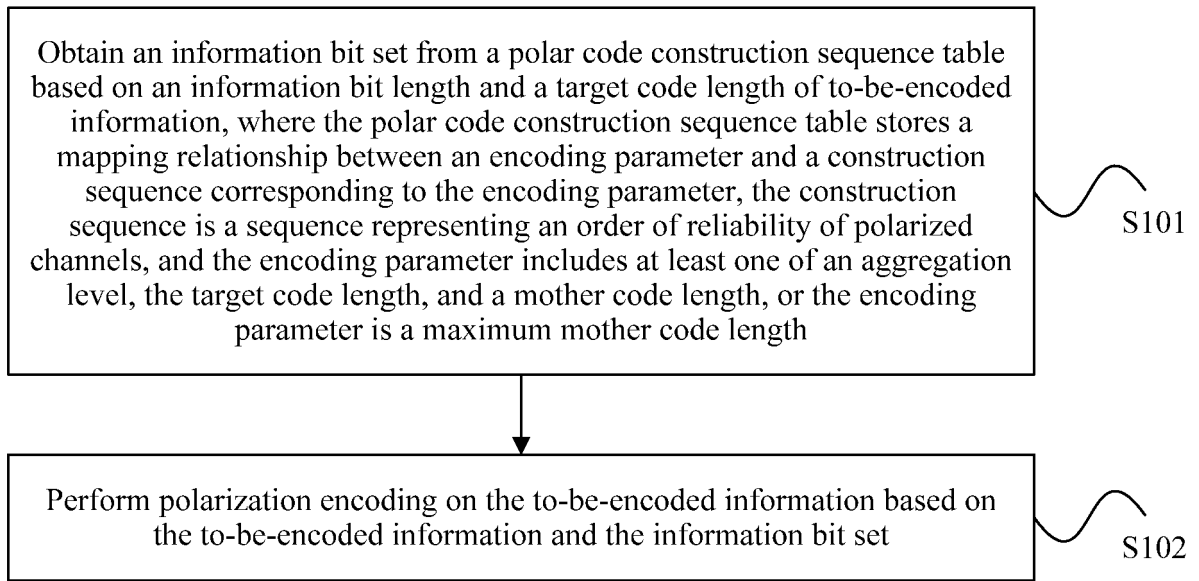 Obtain an information bit set from a polar code construction sequence table
based on an information bit length and a target code length of to-be-encoded
information, where the polar code construction sequence table stores a
mapping relationship between an encoding parameter and a construction
sequence corresponding to the encoding parameter, the construction
sequence is a sequence representing an order of reliability of polarized
channels, and the encoding parameter includes at least one of an aggregation
level, the target code length, and a mother code length, or the encoding
parameter is a maximum mother code length
S101
Perform polarization encoding on the to-be-encoded information based on
the to-be-encoded information and the information bit set
S102